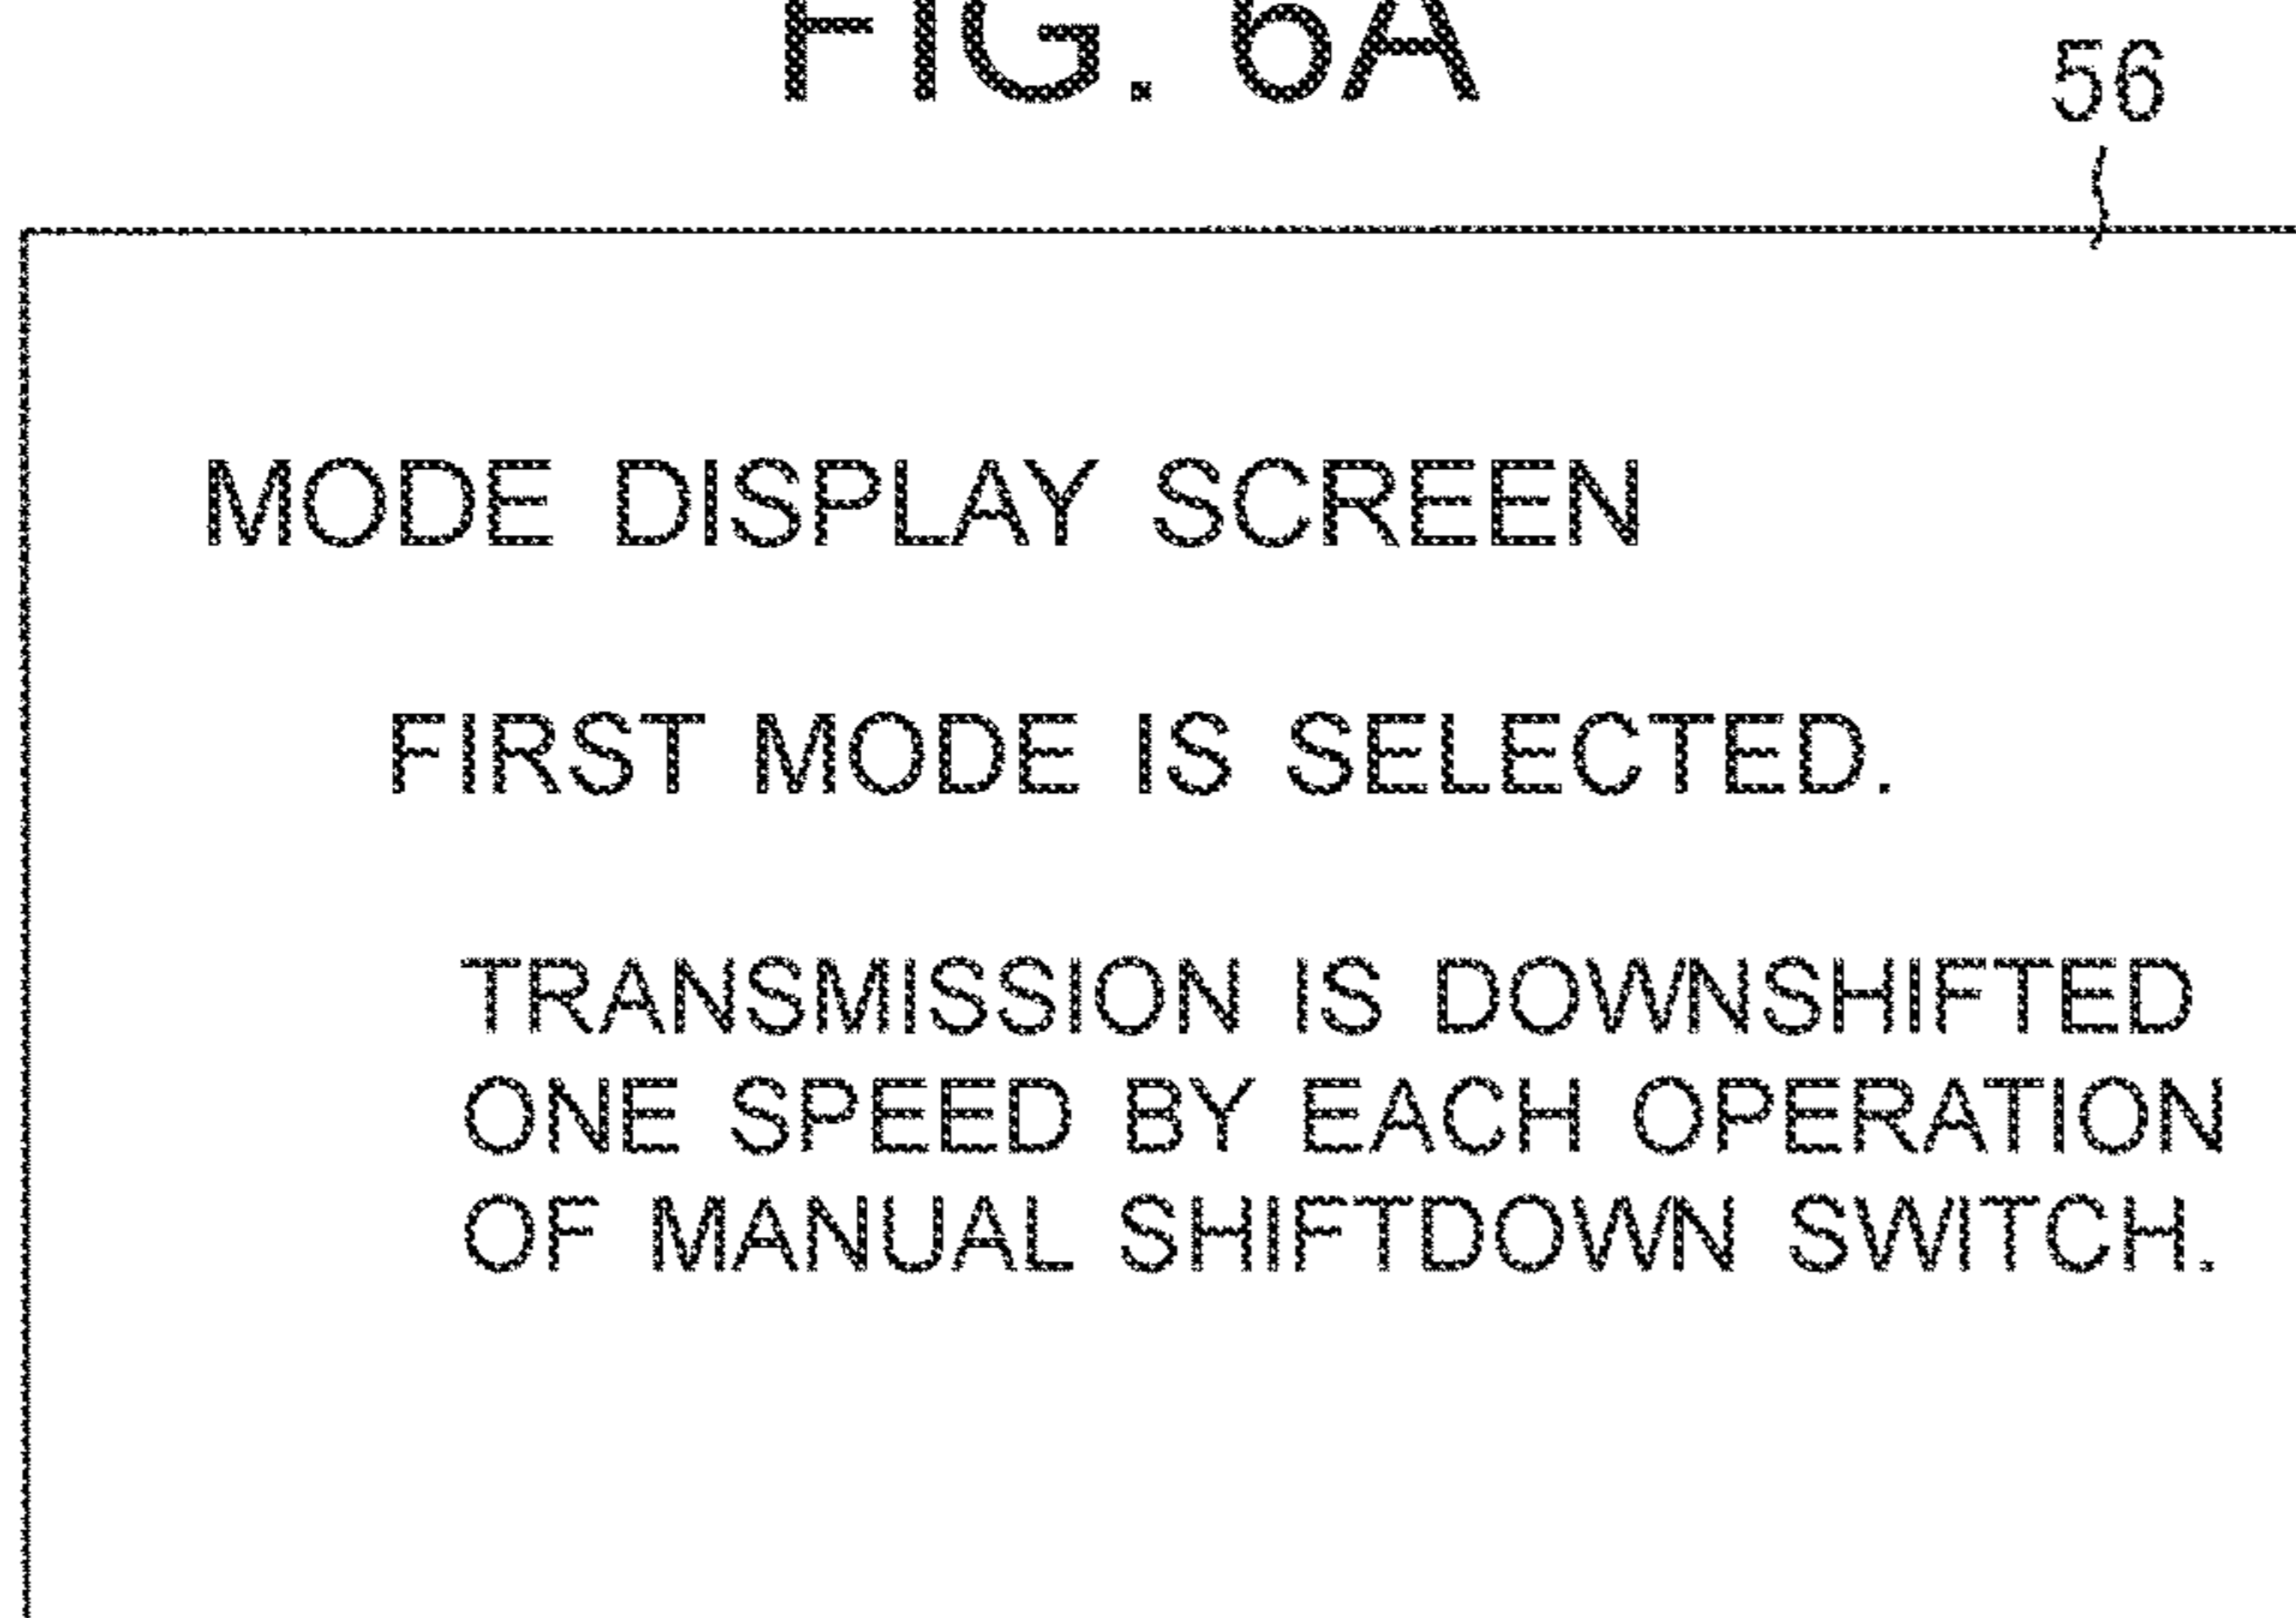 FIG. 6A
56
MODE DISPLAY SCREEN
FIRST MODE IS SELECTED.
TRANSMISSION IS DOWNSHIFTED
ONE SPEED BY EACH OPERATION
OF MANUAL SHIFTDOWN SWITCH.